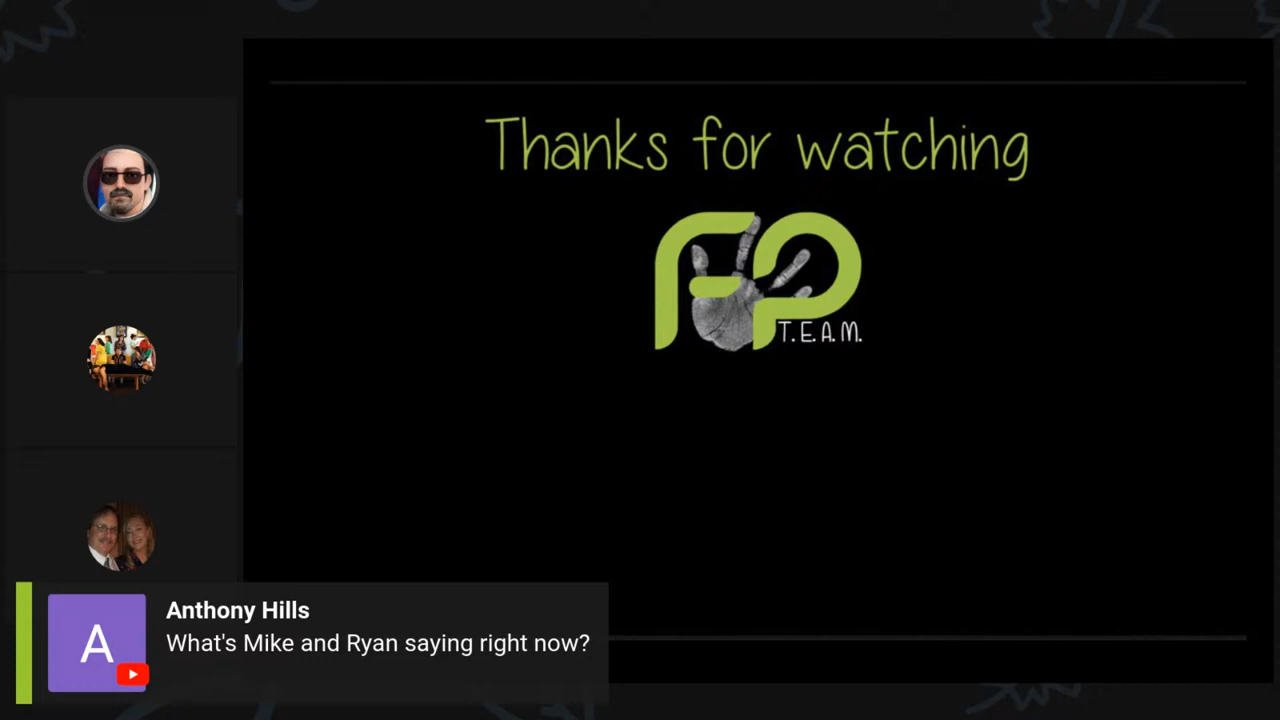 Thanks for watching
FP
T.E.A.M.
A
Anthony Hills
What's Mike and Ryan saying right now?